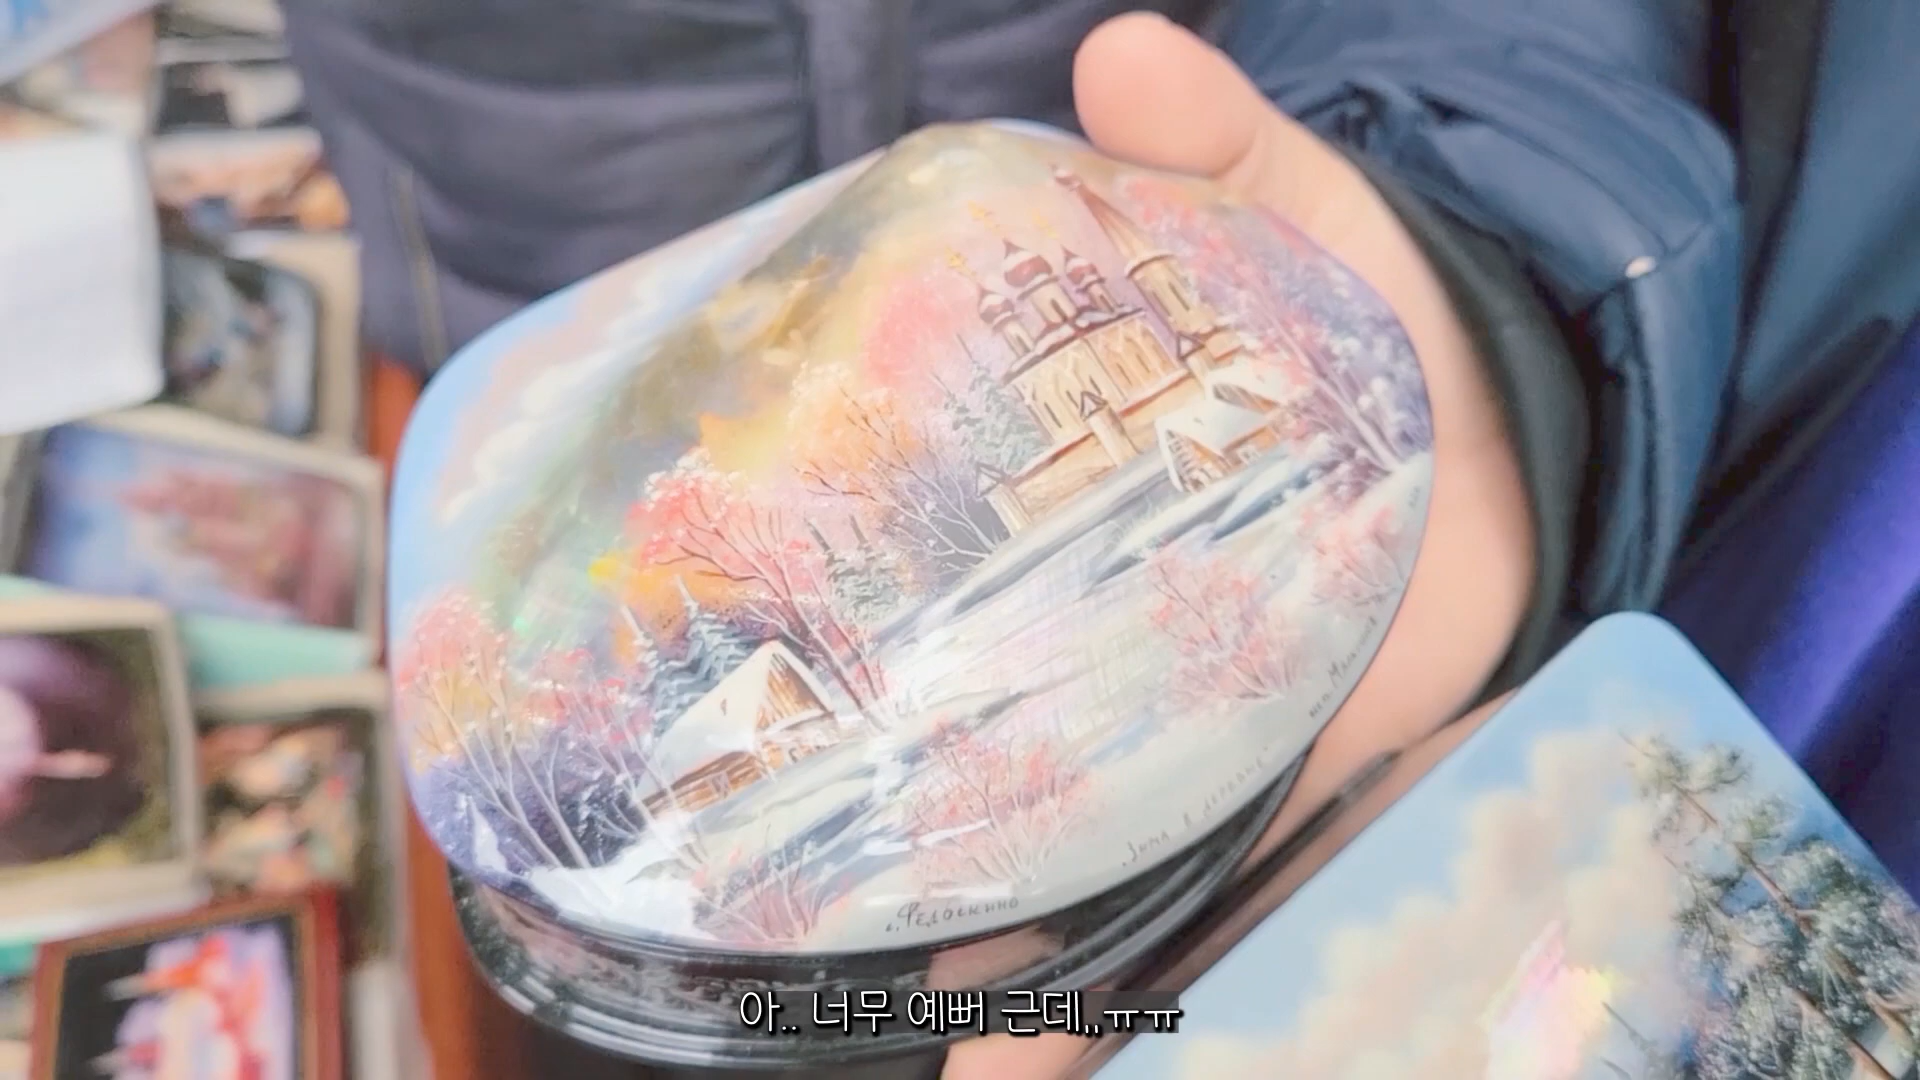 с. Федоскино
"Зима в деревне"
아.. 너무 예뻐 근데,,ㅠㅠ